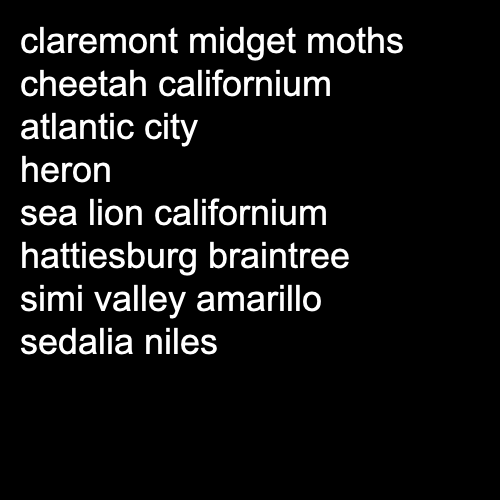 claremont midget moths
cheetah californium
atlantic city
heron
sea lion californium
hattiesburg braintree
simi valley amarillo
sedalia niles